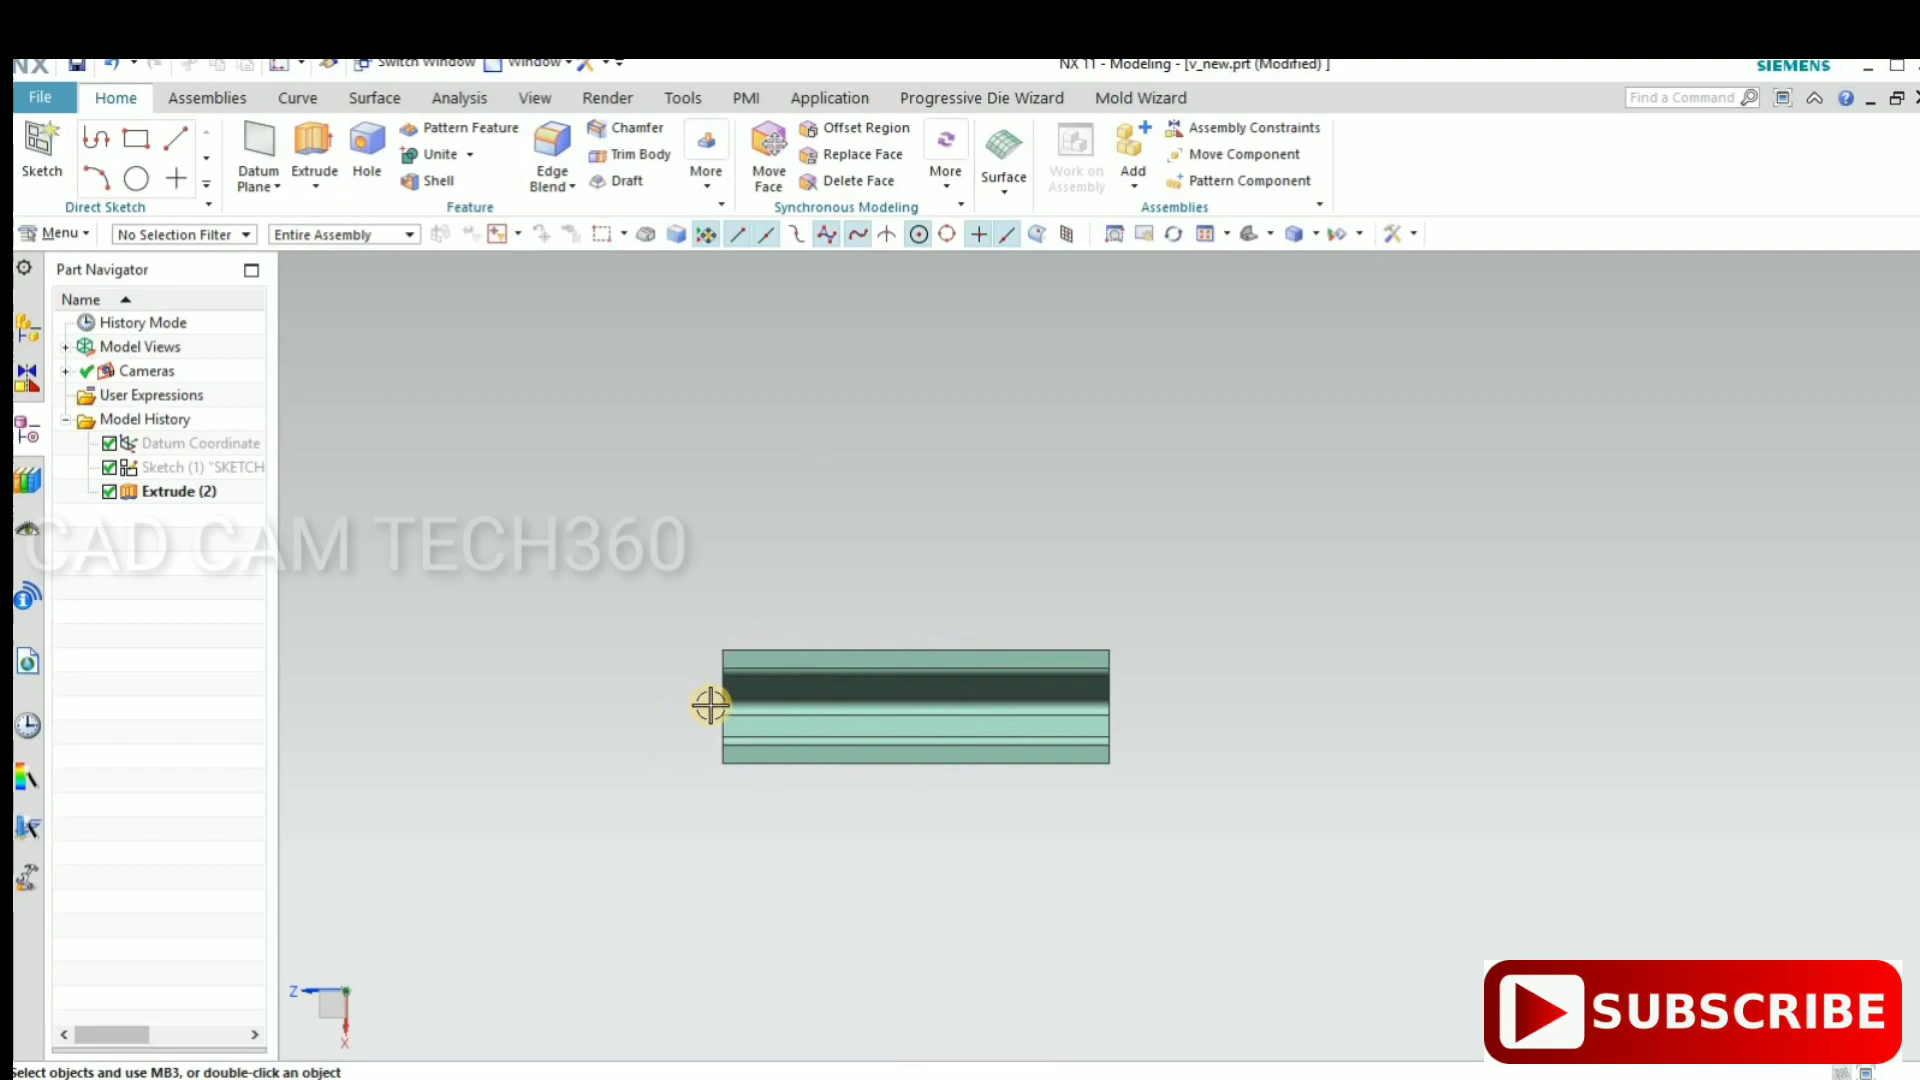 NX
Switch Window
Window
NX 11 - Modeling - [v_new.prt (Modified) ]
SIEMENS
File
Home
Assemblies
Curve
Surface
Analysis
View
Render
Tools
PMI
Application
Progressive Die Wizard
Mold Wizard
Find a Command
Sketch
Direct Sketch
Datum Plane
Extrude
Hole
Pattern Feature
Unite
Shell
Edge Blend
Chamfer
Trim Body
Draft
More
Feature
Move Face
Offset Region
Replace Face
Delete Face
More
Synchronous Modeling
Surface
Work on Assembly
Add
Assembly Constraints
Move Component
Pattern Component
Assemblies
Menu
No Selection Filter
Entire Assembly
Part Navigator
Name
History Mode
Model Views
Cameras
User Expressions
Model History
Datum Coordinate
Sketch (1) "SKETCH
Extrude (2)
CAD CAM TECH360
Z
X
SUBSCRIBE
Select objects and use MB3, or double-click an object